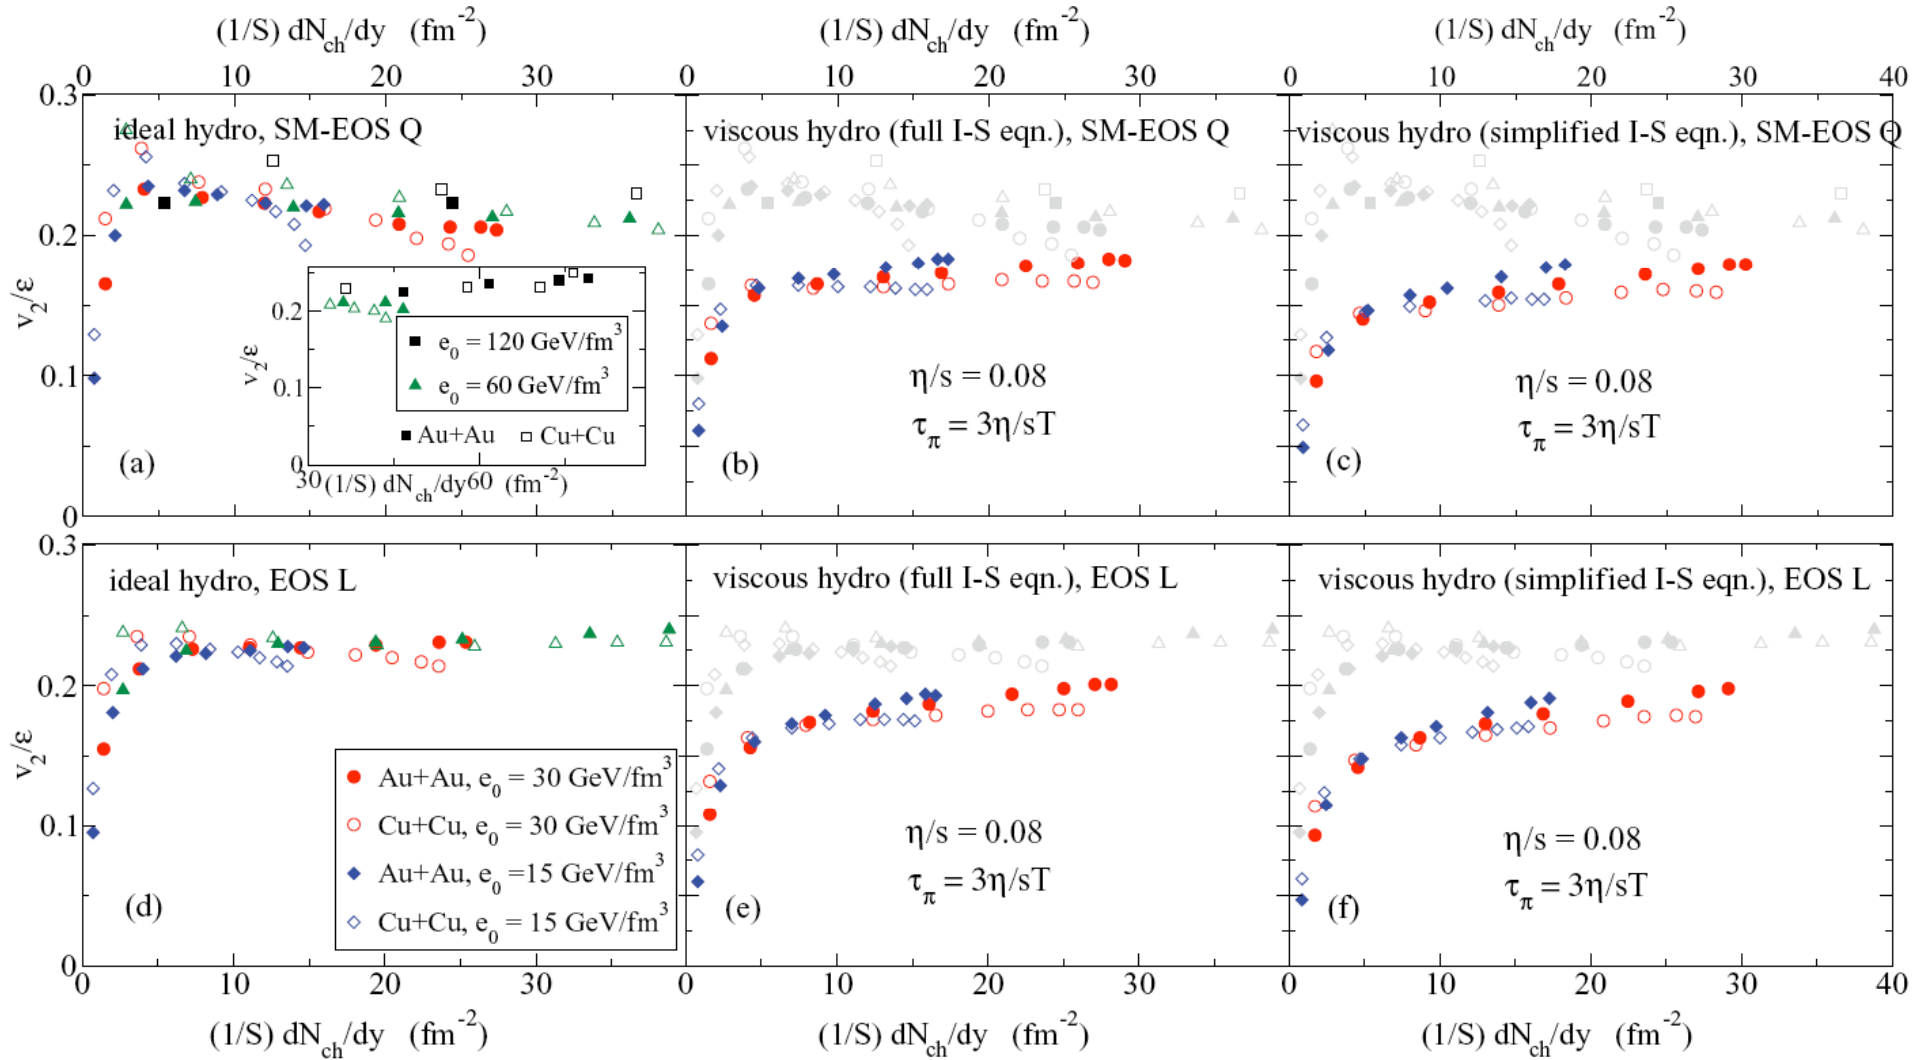 (1/S) dN_ch/dy (fm^-2) (1/S) dN_ch/dy (fm^-2) (1/S) dN_ch/dy (fm^-2)
0 10 20 30 0 10 20 30 0 10 20 30 40
0.3
ideal hydro, SM-EOS Q
viscous hydro (full I-S eqn.), SM-EOS Q
viscous hydro (simplified I-S eqn.), SM-EOS Q
0.2
v_2/ε
0.1
0
0.2
v_2/ε
0.1
0
30 (1/S) dN_ch/dy 60 (fm^-2)
e_0 = 120 GeV/fm^3
e_0 = 60 GeV/fm^3
Au+Au Cu+Cu
(a)
η/s = 0.08
τ_π = 3η/sT
(b)
η/s = 0.08
τ_π = 3η/sT
(c)
0.3
ideal hydro, EOS L
viscous hydro (full I-S eqn.), EOS L
viscous hydro (simplified I-S eqn.), EOS L
0.2
v_2/ε
0.1
0
Au+Au, e_0 = 30 GeV/fm^3
Cu+Cu, e_0 = 30 GeV/fm^3
Au+Au, e_0 =15 GeV/fm^3
Cu+Cu, e_0 = 15 GeV/fm^3
(d)
η/s = 0.08
τ_π = 3η/sT
(e)
η/s = 0.08
τ_π = 3η/sT
(f)
0 10 20 30 0 10 20 30 0 10 20 30 40
(1/S) dN_ch/dy (fm^-2) (1/S) dN_ch/dy (fm^-2) (1/S) dN_ch/dy (fm^-2)